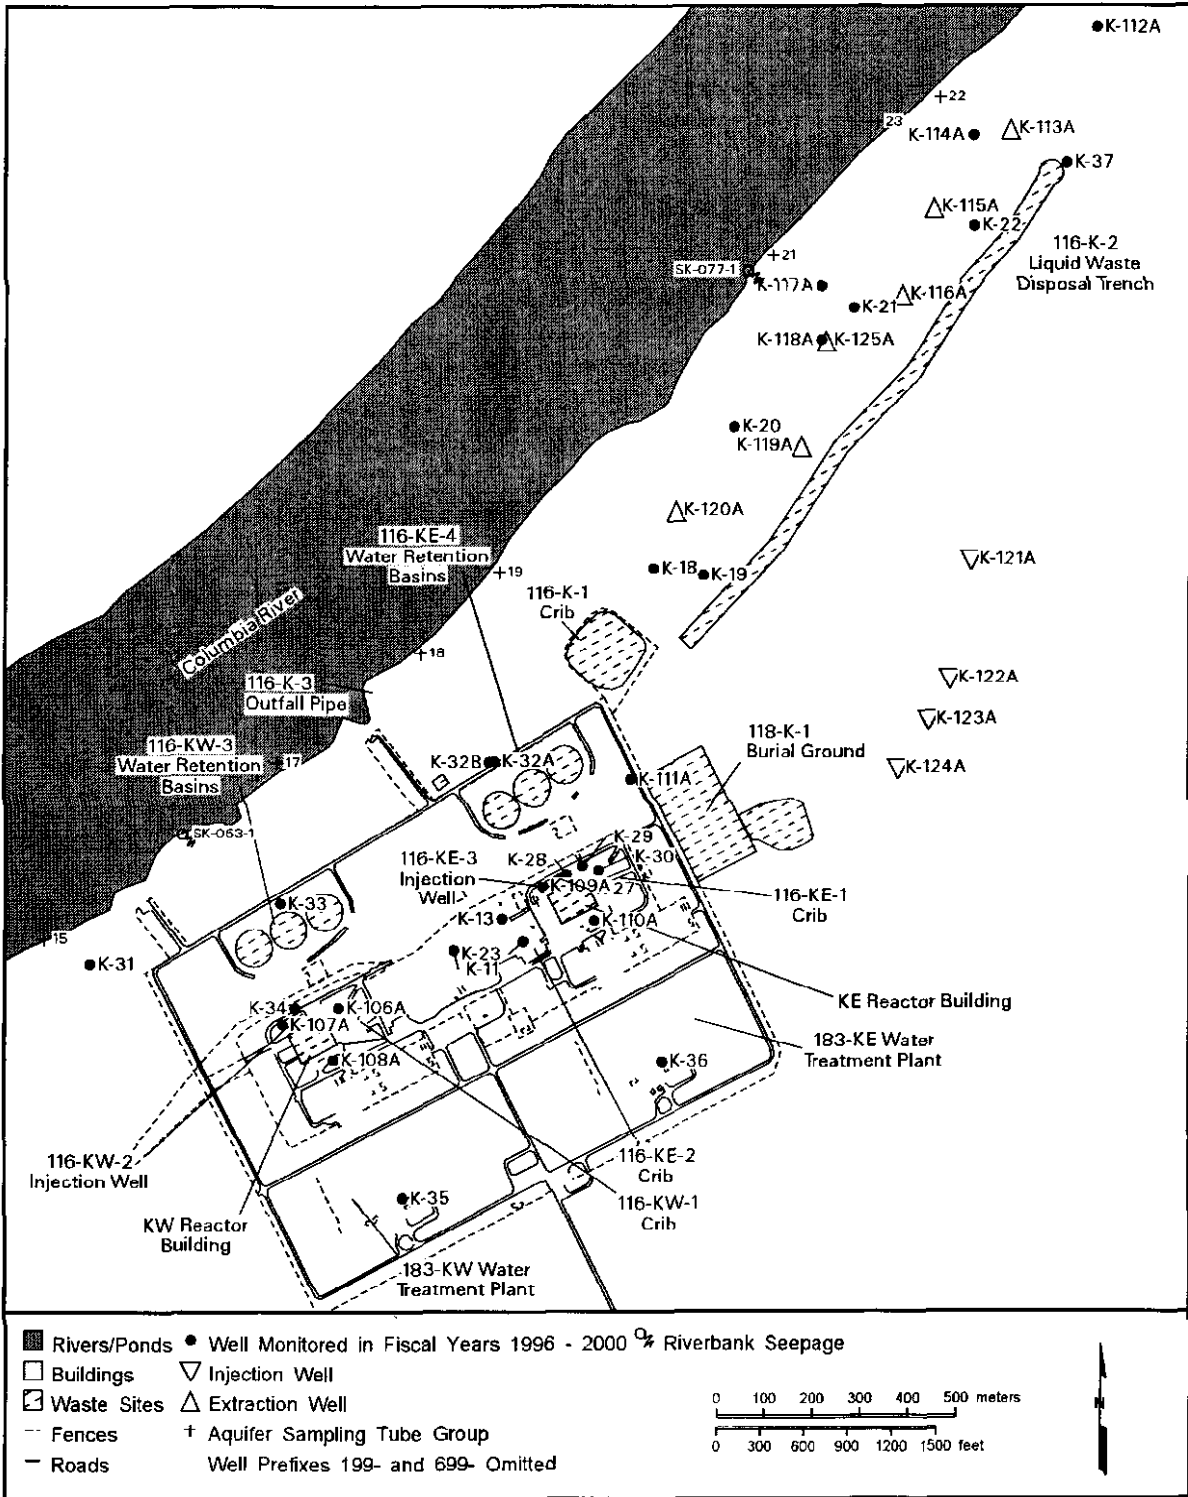 K-112A
22
23
K-114A
K-113A
K-37
K-115A
K-22
116-K-2
Liquid Waste
Disposal Trench
21
SK-077-1
K-117A
K-116A
K-21
K-118A
K-125A
K-20
K-119A
K-120A
116-KE-4
Water Retention
Basins
19
K-18
K-19
K-121A
116-K-1
Crib
Columbia River
18
116-K-3
Outfall Pipe
K-122A
K-123A
118-K-1
Burial Ground
116-KW-3
Water Retention
Basins
17
K-32B
K-32A
K-111A
K-124A
SK-063-1
K-29
K-28
K-30
116-KE-3
Injection
Well
K-109A
27
116-KE-1
Crib
K-33
K-13
K-110A
15
K-31
K-23
K-11
KE Reactor Building
K-34
K-106A
K-107A
K-108A
183-KE Water
Treatment Plant
K-36
116-KW-2
Injection Well
116-KE-2
Crib
K-35
116-KW-1
Crib
KW Reactor
Building
183-KW Water
Treatment Plant
Rivers/Ponds
Well Monitored in Fiscal Years 1996 - 2000
Riverbank Seepage
Buildings
Injection Well
Waste Sites
Extraction Well
Fences
Aquifer Sampling Tube Group
Roads
Well Prefixes 199- and 699- Omitted
0 100 200 300 400 500 meters
0 300 600 900 1200 1500 feet
N